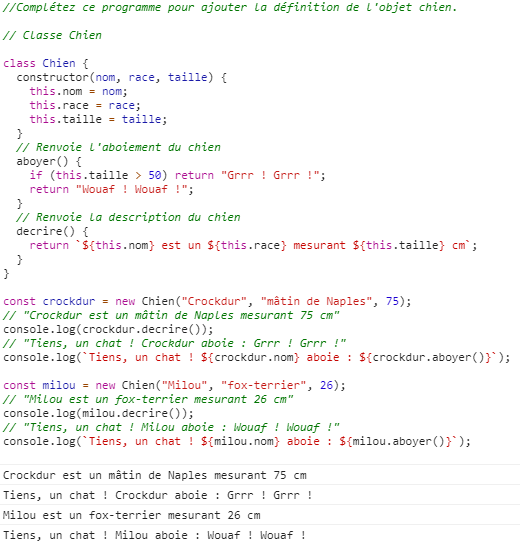 //Complétez ce programme pour ajouter la définition de l'objet chien.

// Classe Chien

class Chien {
  constructor(nom, race, taille) {
    this.nom = nom;
    this.race = race;
    this.taille = taille;
  }
  // Renvoie l'aboiement du chien
  aboyer() {
    if (this.taille > 50) return "Grrr ! Grrr !";
    return "Wouaf ! Wouaf !";
  }
  // Renvoie la description du chien
  decrire() {
    return `${this.nom} est un ${this.race} mesurant ${this.taille} cm`;
  }
}

const crockdur = new Chien("Crockdur", "mâtin de Naples", 75);
// "Crockdur est un mâtin de Naples mesurant 75 cm"
console.log(crockdur.decrire());
// "Tiens, un chat ! Crockdur aboie : Grrr ! Grrr !"
console.log(`Tiens, un chat ! ${crockdur.nom} aboie : ${crockdur.aboyer()}`);

const milou = new Chien("Milou", "fox-terrier", 26);
// "Milou est un fox-terrier mesurant 26 cm"
console.log(milou.decrire());
// "Tiens, un chat ! Milou aboie : Wouaf ! Wouaf !"
console.log(`Tiens, un chat ! ${milou.nom} aboie : ${milou.aboyer()}`);

Crockdur est un mâtin de Naples mesurant 75 cm
Tiens, un chat ! Crockdur aboie : Grrr ! Grrr !
Milou est un fox-terrier mesurant 26 cm
Tiens, un chat ! Milou aboie : Wouaf ! Wouaf !